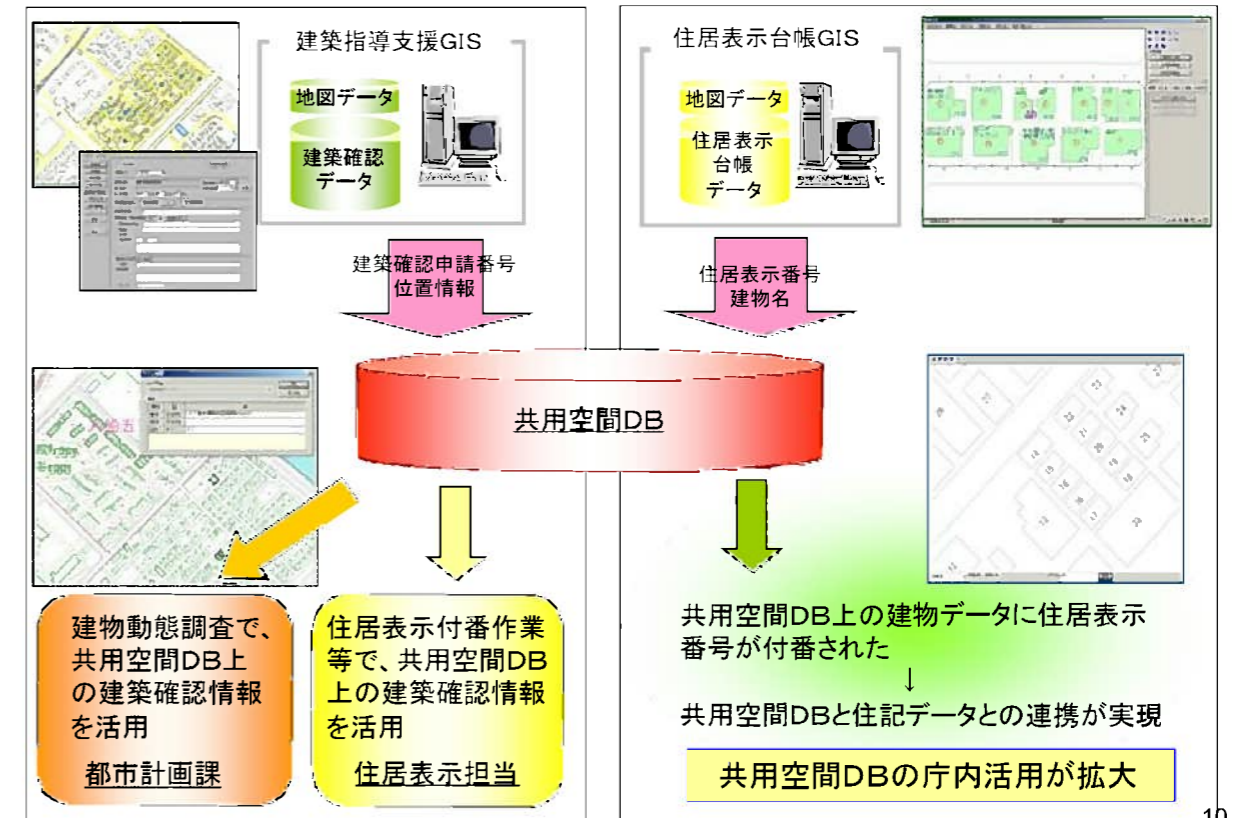 建築指導支援GIS
地図データ
建築確認
データ
建築確認申請番号
位置情報
住居表示台帳GIS
地図データ
住居表示
台帳
データ
住居表示番号
建物名
共用空間DB
建物動態調査で、
共用空間DB上
の建築確認情報
を活用
都市計画課
住居表示付番作業
等で、共用空間DB
上の建築確認情報
を活用
住居表示担当
共用空間DB上の建物データに住居表示
番号が付番された
↓
共用空間DBと住記データとの連携が実現
共用空間DBの庁内活用が拡大